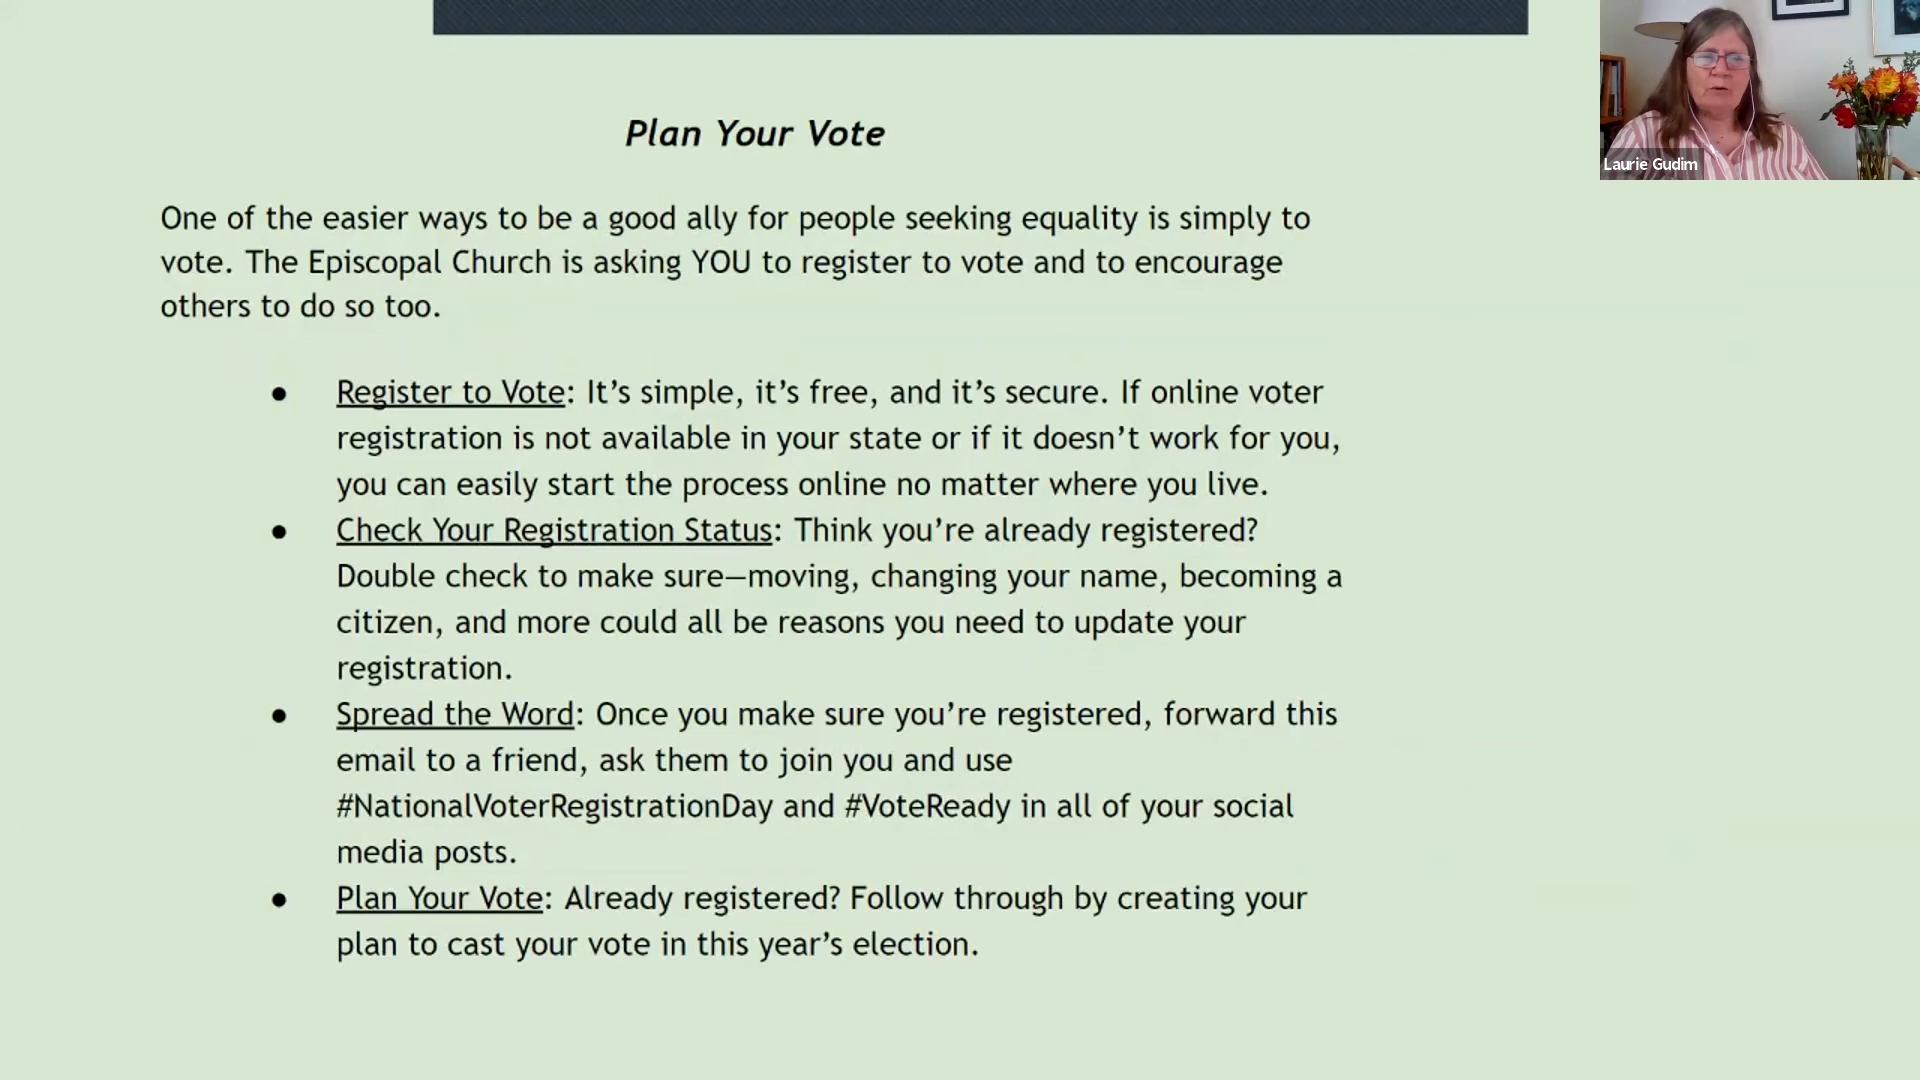 Plan Your Vote
Laurie Gudim
One of the easier ways to be a good ally for people seeking equality is simply to
vote. The Episcopal Church is asking YOU to register to vote and to encourage
others to do so too.
● Register to Vote: It’s simple, it’s free, and it’s secure. If online voter
registration is not available in your state or if it doesn’t work for you,
you can easily start the process online no matter where you live.
● Check Your Registration Status: Think you’re already registered?
Double check to make sure—moving, changing your name, becoming a
citizen, and more could all be reasons you need to update your
registration.
● Spread the Word: Once you make sure you’re registered, forward this
email to a friend, ask them to join you and use
#NationalVoterRegistrationDay and #VoteReady in all of your social
media posts.
● Plan Your Vote: Already registered? Follow through by creating your
plan to cast your vote in this year’s election.